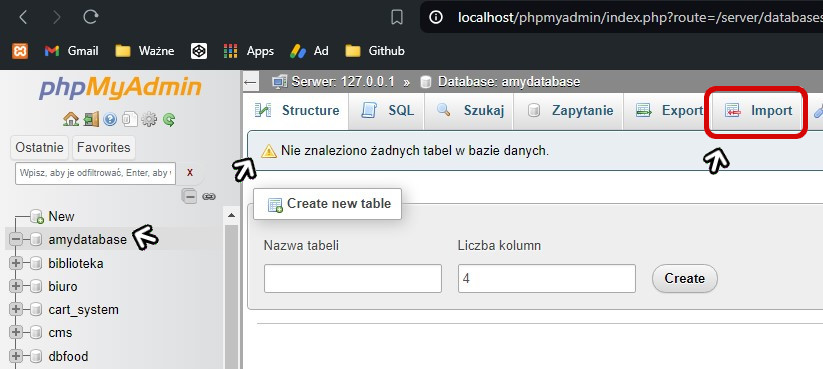 localhost/phpmyadmin/index.php?route=/server/databases
Gmail Ważne Apps Ad Github
phpMyAdmin
Ostatnie Favorites
Wpisz, aby je odfiltrować, Enter, aby X
New
amydatabase
biblioteka
biuro
cart_system
cms
dbfood
Serwer: 127.0.0.1 » Database: amydatabase
Structure SQL Szukaj Zapytanie Export Import
Nie znaleziono żadnych tabel w bazie danych.
Create new table
Nazwa tabeli Liczba kolumn
4 Create